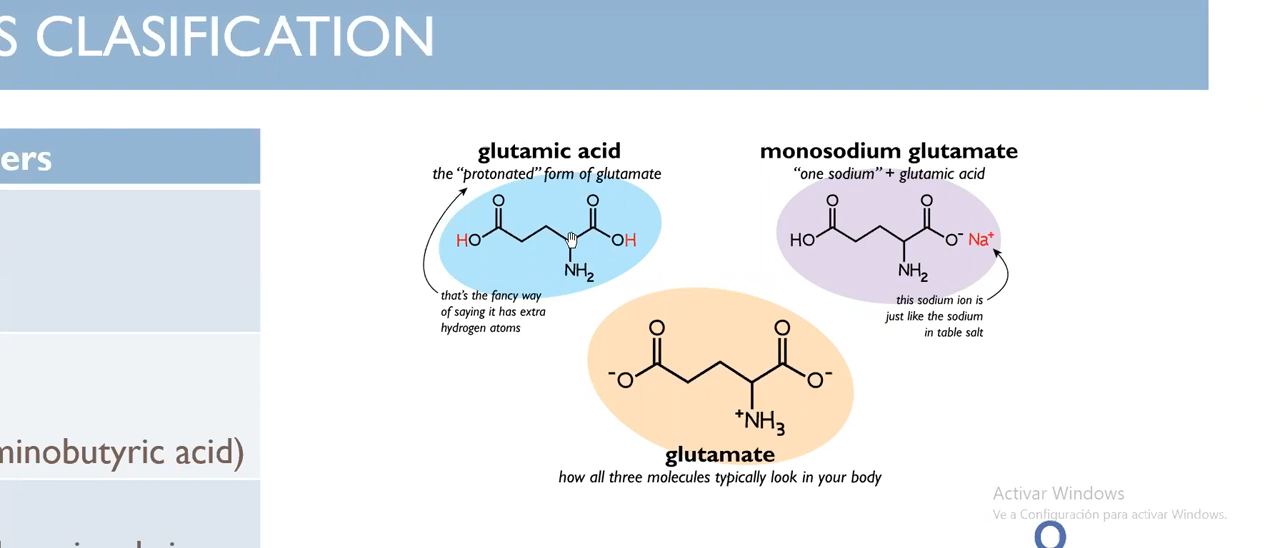 S CLASIFICATION
ers
minobutyric acid)
glutamic acid
the “protonated” form of glutamate
HO
O
O
OH
NH2
that’s the fancy way
of saying it has extra
hydrogen atoms
monosodium glutamate
“one sodium” + glutamic acid
HO
O
O
O- Na+
NH2
this sodium ion is
just like the sodium
in table salt
O
O
-O
O-
+NH3
glutamate
how all three molecules typically look in your body
Activar Windows
Ve a Configuración para activar Windows.